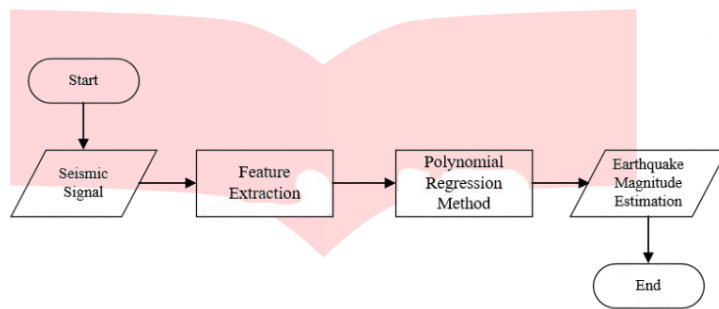 Start
Seismic
Signal
Feature
Extraction
Polynomial
Regression
Method
Earthquake
Magnitude
Estimation
End